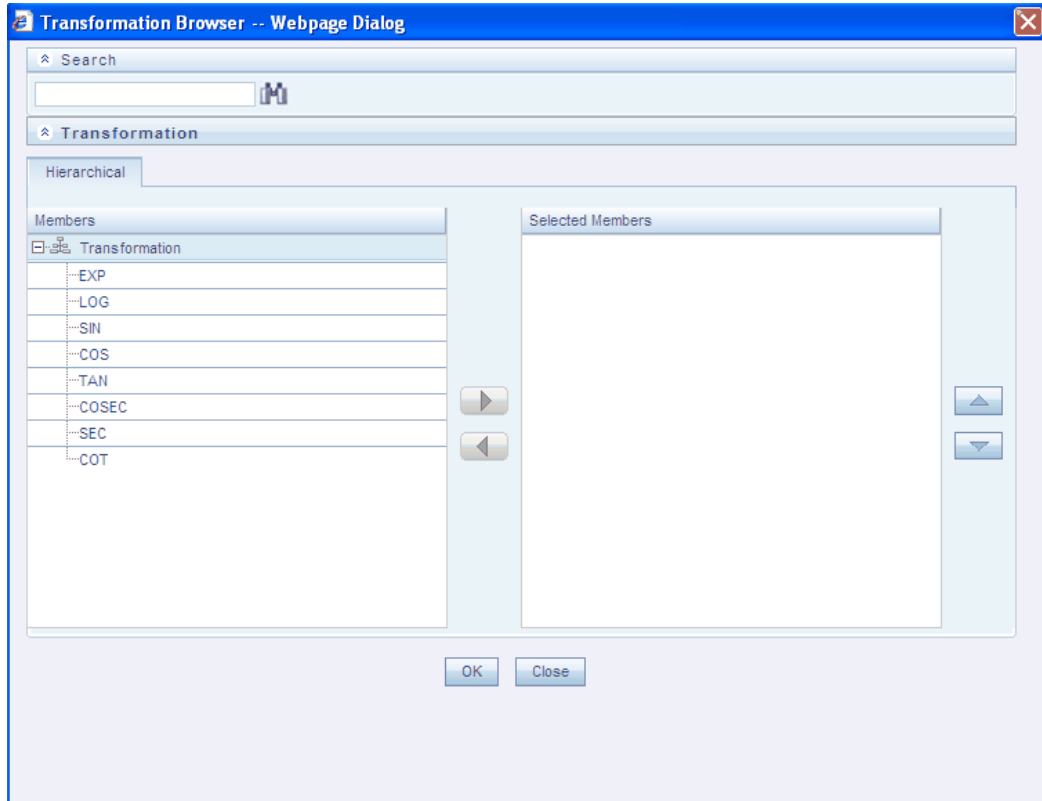 Transformation Browser -- Webpage Dialog
Search
Transformation
Hierarchical
Members
Selected Members
Transformation
EXP
LOG
SIN
COS
TAN
COSEC
SEC
COT
OK
Close